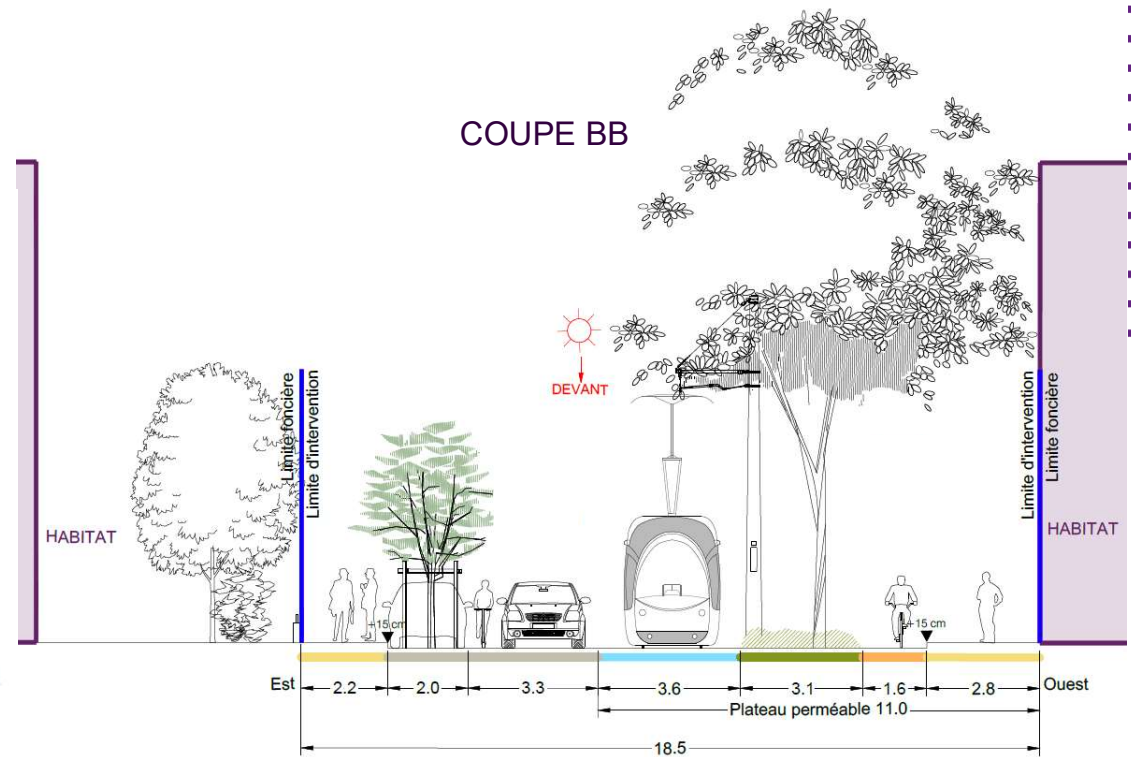 COUPE BB
DEVANT
Limite foncière
Limite d'intervention
Limite d'intervention
Limite foncière
HABITAT
HABITAT
+15 cm
+15 cm
Est
2.2
2.0
3.3
3.6
3.1
1.6
2.8
Ouest
Plateau perméable 11.0
18.5